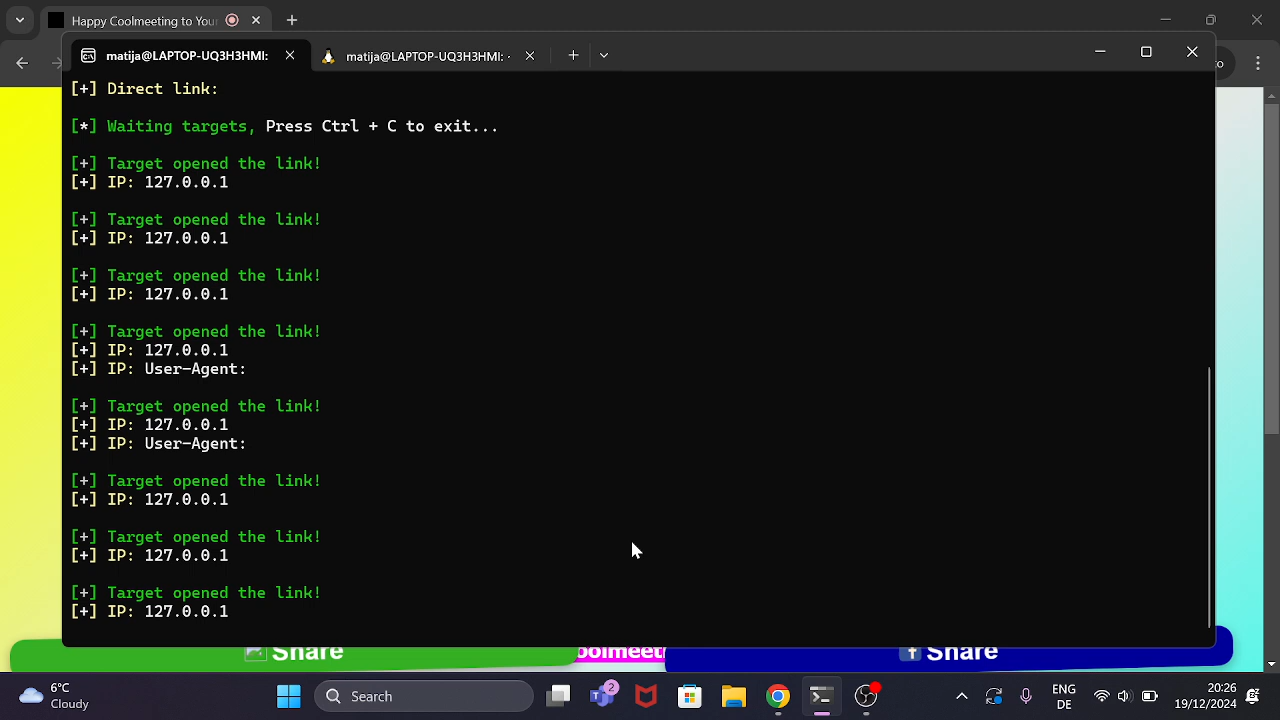 Happy Coolmeeting to Your
matija@LAPTOP-UQ3H3HMI:
matija@LAPTOP-UQ3H3HMI: -
[+] Direct link:
[*] Waiting targets, Press Ctrl + C to exit...
[+] Target opened the link!
[+] IP: 127.0.0.1
[+] Target opened the link!
[+] IP: 127.0.0.1
[+] Target opened the link!
[+] IP: 127.0.0.1
[+] Target opened the link!
[+] IP: 127.0.0.1
[+] IP: User-Agent:
[+] Target opened the link!
[+] IP: 127.0.0.1
[+] IP: User-Agent:
[+] Target opened the link!
[+] IP: 127.0.0.1
[+] Target opened the link!
[+] IP: 127.0.0.1
[+] Target opened the link!
[+] IP: 127.0.0.1
Share
Share
6°C
Cloudy
Search
2
ENG
DE
20:26
19/12/2024